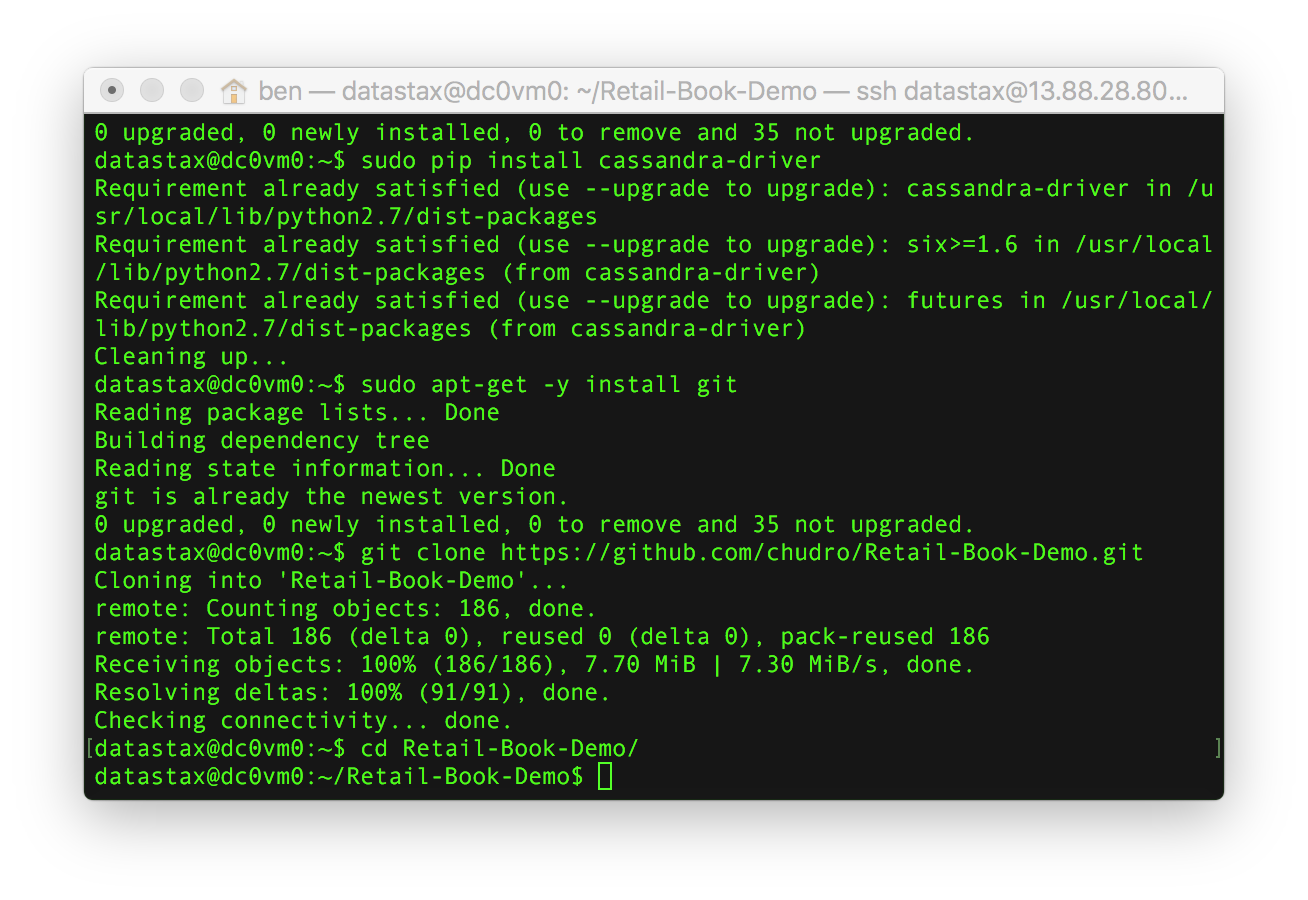 ben — datastax@dc0vm0: ~/Retail-Book-Demo — ssh datastax@13.88.28.80...
0 upgraded, 0 newly installed, 0 to remove and 35 not upgraded.
datastax@dc0vm0:~$ sudo pip install cassandra-driver
Requirement already satisfied (use --upgrade to upgrade): cassandra-driver in /u
sr/local/lib/python2.7/dist-packages
Requirement already satisfied (use --upgrade to upgrade): six>=1.6 in /usr/local
/lib/python2.7/dist-packages (from cassandra-driver)
Requirement already satisfied (use --upgrade to upgrade): futures in /usr/local/
lib/python2.7/dist-packages (from cassandra-driver)
Cleaning up...
datastax@dc0vm0:~$ sudo apt-get -y install git
Reading package lists... Done
Building dependency tree
Reading state information... Done
git is already the newest version.
0 upgraded, 0 newly installed, 0 to remove and 35 not upgraded.
datastax@dc0vm0:~$ git clone https://github.com/chudro/Retail-Book-Demo.git
Cloning into 'Retail-Book-Demo'...
remote: Counting objects: 186, done.
remote: Total 186 (delta 0), reused 0 (delta 0), pack-reused 186
Receiving objects: 100% (186/186), 7.70 MiB | 7.30 MiB/s, done.
Resolving deltas: 100% (91/91), done.
Checking connectivity... done.
[datastax@dc0vm0:~$ cd Retail-Book-Demo/ ]
datastax@dc0vm0:~/Retail-Book-Demo$